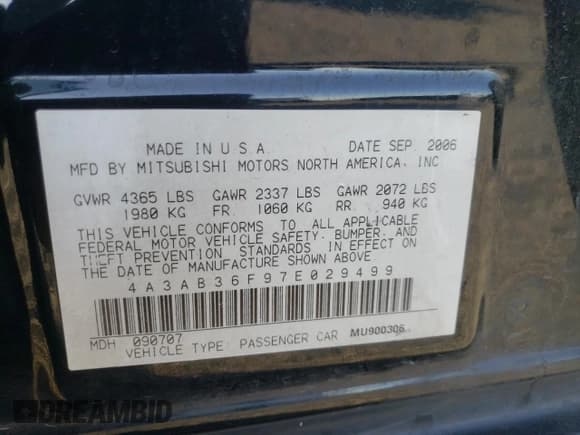 MADE IN U S A    DATE SEP. 2006
MFD BY MITSUBISHI MOTORS NORTH AMERICA, INC
GVWR 4365 LBS    GAWR 2337 LBS    GAWR 2072 LBS
1980 KG    FR. 1060 KG    RR. 940 KG
THIS VEHICLE CONFORMS TO ALL APPLICABLE
FEDERAL MOTOR VEHICLE SAFETY, BUMPER, AND
THEFT PREVENTION STANDARDS IN EFFECT ON
THE DATE OF MANUFACTURE SHOWN ABOVE
4A3AB36F97E029499
MDH 090707
VEHICLE TYPE PASSENGER CAR    MU900306
DREAMBID